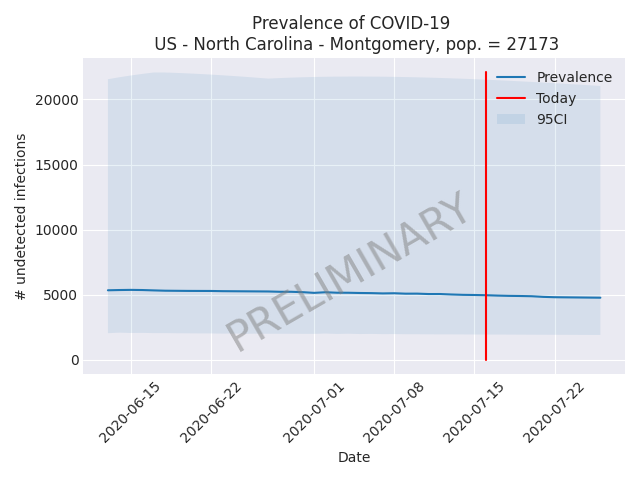 Prevalence of COVID-19
US - North Carolina - Montgomery, pop. = 27173
Prevalence
Today
95CI
# undetected infections
20000
15000
10000
5000
0
PRELIMINARY
2020-06-15
2020-06-22
2020-07-01
2020-07-08
2020-07-15
2020-07-22
Date